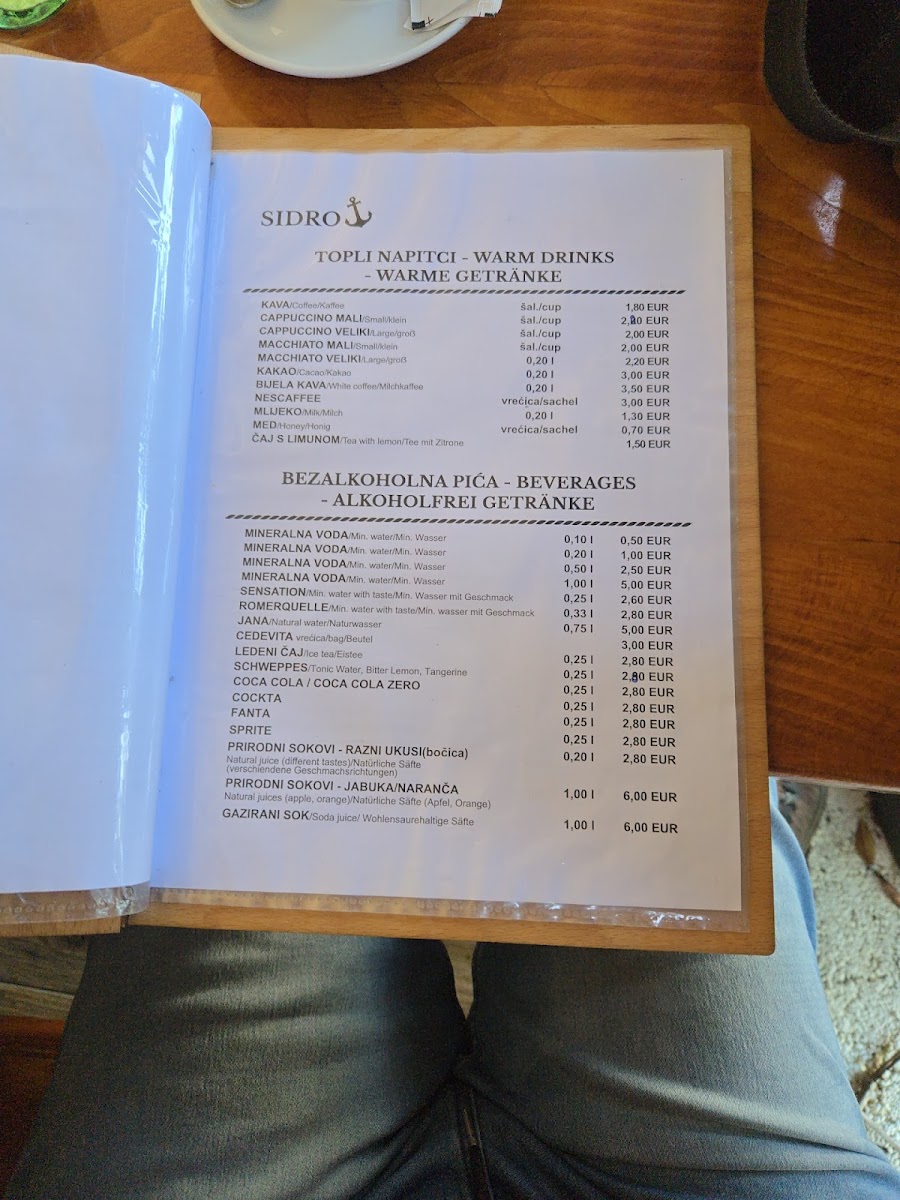 SIDRO
TOPLI NAPITCI - WARM DRINKS
- WARME GETRÄNKE
KAVA/Coffee/Kaffee šal./cup 1,80 EUR
CAPPUCCINO MALI/Small/klein šal./cup 2,20 EUR
CAPPUCCINO VELIKI/Large/groß šal./cup 2,00 EUR
MACCHIATO MALI/Small/klein šal./cup 2,00 EUR
MACCHIATO VELIKI/Large/groß 0,20 l 2,20 EUR
KAKAO/Cacao/Kakao 0,20 l 3,00 EUR
BIJELA KAVA/White coffee/Milchkaffee 0,20 l 3,50 EUR
NESCAFFEE vrećica/sachel 3,00 EUR
MLIJEKO/Milk/Milch 0,20 l 1,30 EUR
MED/Honey/Honig vrećica/sachel 0,70 EUR
ČAJ S LIMUNOM/Tea with lemon/Tee mit Zitrone 1,50 EUR
BEZALKOHOLNA PIĆA - BEVERAGES
- ALKOHOLFREI GETRÄNKE
MINERALNA VODA/Min. water/Min. Wasser 0,10 l 0,50 EUR
MINERALNA VODA/Min. water/Min. Wasser 0,20 l 1,00 EUR
MINERALNA VODA/Min. water/Min. Wasser 0,50 l 2,50 EUR
MINERALNA VODA/Min. water/Min. Wasser 1,00 l 5,00 EUR
SENSATION/Min. water with taste/Min. Wasser mit Geschmack 0,25 l 2,60 EUR
ROMERQUELLE/Min. water with taste/Min. wasser mit Geschmack 0,33 l 2,80 EUR
JANA/Natural water/Naturwasser 0,75 l 5,00 EUR
CEDEVITA vrećica/bag/Beutel 3,00 EUR
LEDENI ČAJ/Ice tea/Eistee 0,25 l 2,80 EUR
SCHWEPPES/Tonic Water, Bitter Lemon, Tangerine 0,25 l 2,80 EUR
COCA COLA / COCA COLA ZERO 0,25 l 2,80 EUR
COCKTA 0,25 l 2,80 EUR
FANTA 0,25 l 2,80 EUR
SPRITE 0,25 l 2,80 EUR
PRIRODNI SOKOVI - RAZNI UKUSI(bočica) 0,20 l 2,80 EUR
Natural juice (different tastes)/Natürliche Säfte
(verschiendene Geschmachsrichtungen)
PRIRODNI SOKOVI - JABUKA/NARANČA 1,00 l 6,00 EUR
Natural juices (apple, orange)/Natürliche Säfte (Apfel, Orange)
GAZIRANI SOK/Soda juice/ Wohlensaurehaltige Säfte 1,00 l 6,00 EUR